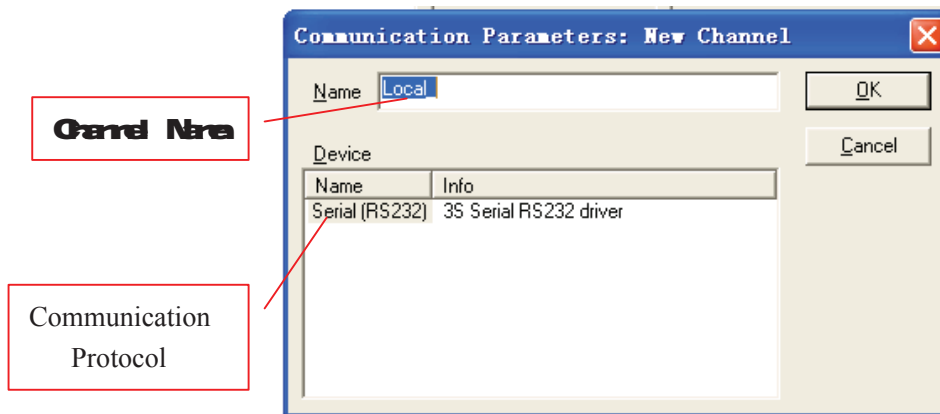 Communication Parameters: New Channel
Name Local
OK
Channel Name
Cancel
Device
Name Info
Serial (RS232) 3S Serial RS232 driver
Communication
Protocol